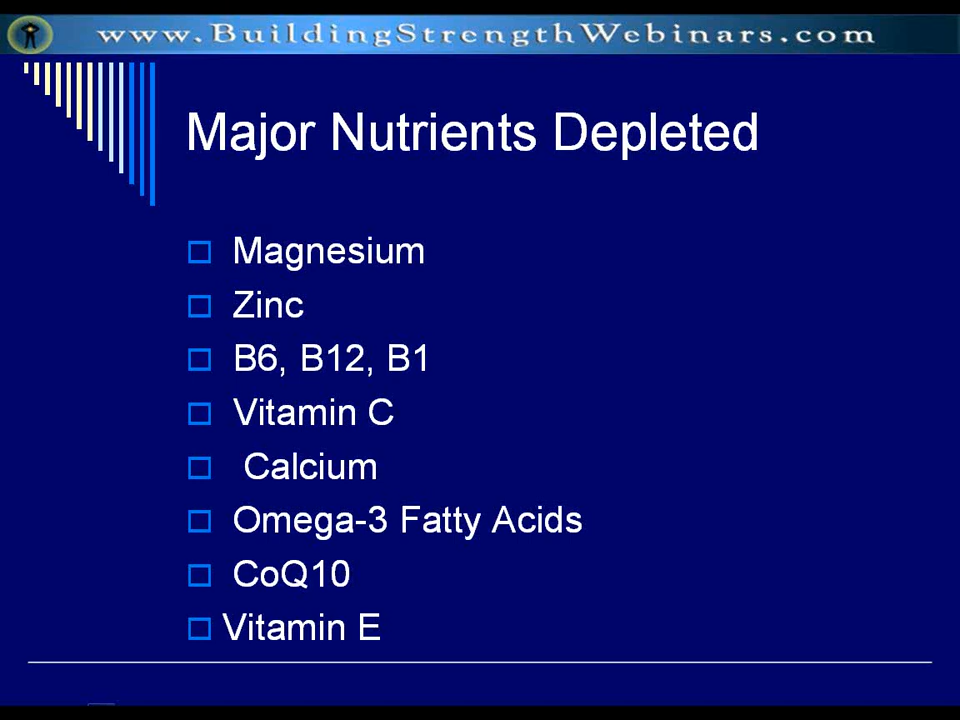 www.BuildingStrengthWebinars.com
Major Nutrients Depleted
Magnesium
Zinc
B6, B12, B1
Vitamin C
Calcium
Omega-3 Fatty Acids
CoQ10
Vitamin E